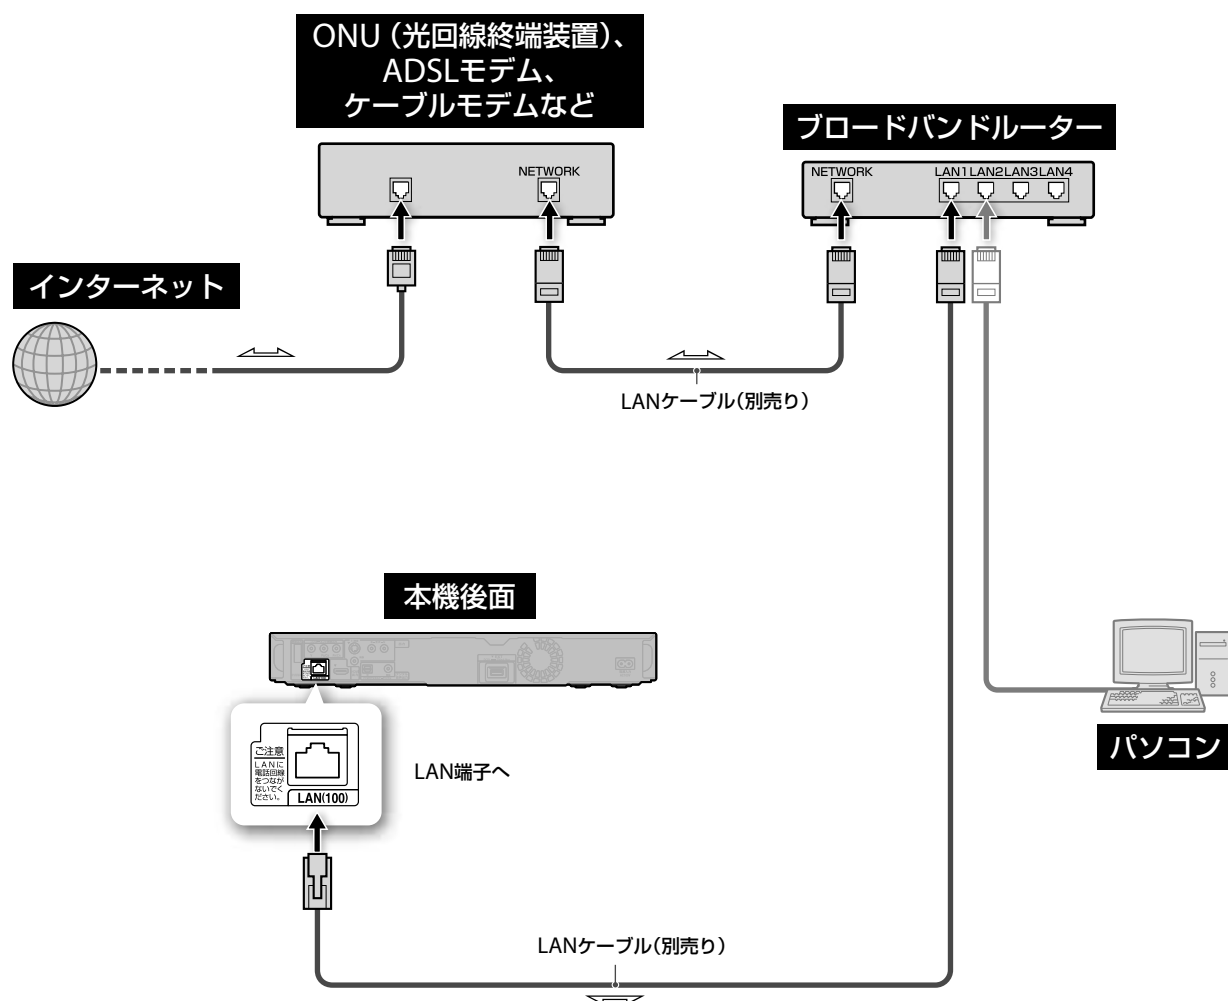 ONU（光回線終端装置）、
ADSLモデム、
ケーブルモデムなど
ブロードバンドルーター
NETWORK
NETWORK
LAN1 LAN2 LAN3 LAN4
インターネット
LANケーブル（別売り）
本機後面
ご注意
LANに
電話回線
をつなが
ないでく
ださい。
LAN(100)
LAN端子へ
パソコン
LANケーブル（別売り）